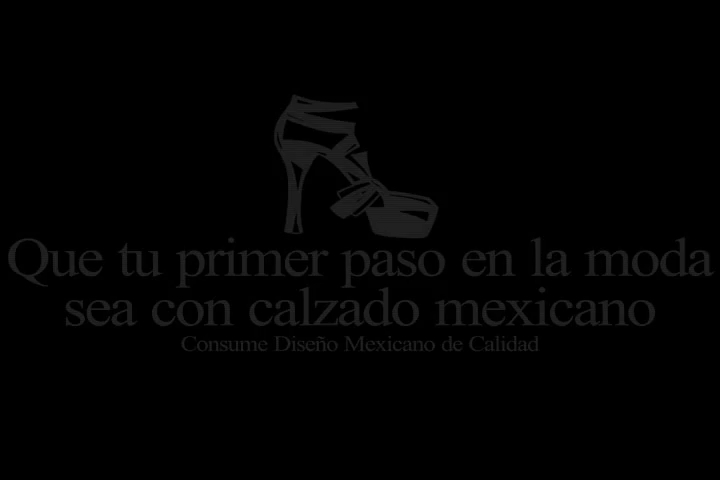 Que tu primer paso en la moda
sea con calzado mexicano
Consume Diseño Mexicano de Calidad